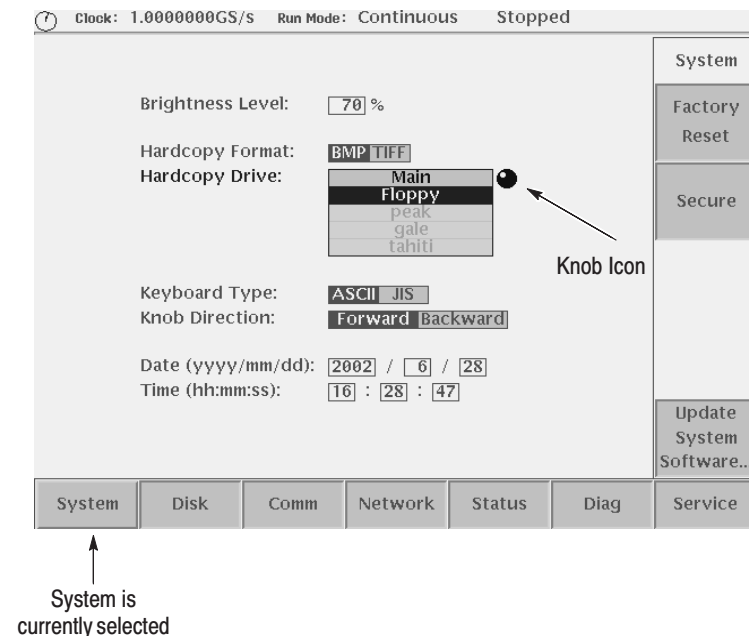 Clock: 1.0000000GS/s Run Mode: Continuous Stopped
System
Brightness Level: 70 %
Factory
Reset
Hardcopy Format: BMP TIFF
Hardcopy Drive: Main
Floppy
peak
gale
tahiti
Secure
Knob Icon
Keyboard Type: ASCII JIS
Knob Direction: Forward Backward
Date (yyyy/mm/dd): 2002 / 6 / 28
Time (hh:mm:ss): 16 : 28 : 47
Update
System
Software..
System Disk Comm Network Status Diag Service
System is
currently selected